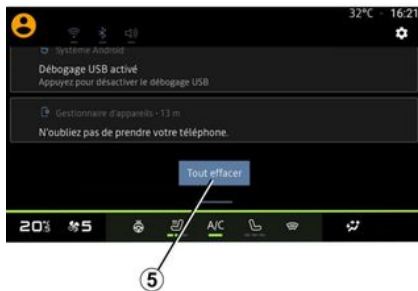 32°C - 16:21
Système Android
Débogage USB activé
Appuyez pour désactiver le débogage USB
Gestionnaire d'appareils • 13 m
N'oubliez pas de prendre votre téléphone.
Tout effacer
5 A/C
5